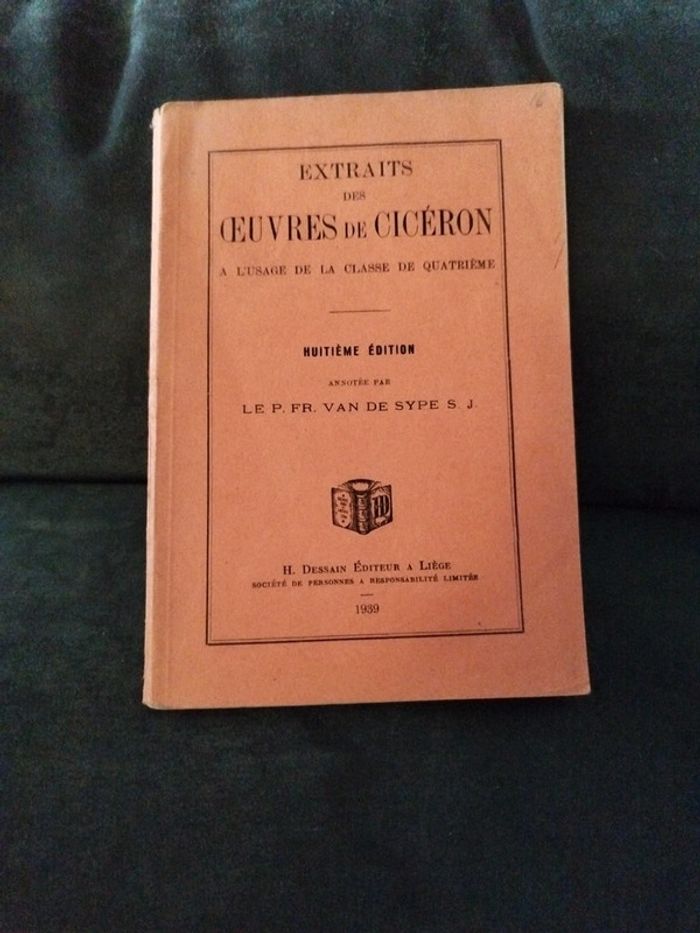 EXTRAITS
DES
ŒUVRES DE CICÉRON
A L'USAGE DE LA CLASSE DE QUATRIÈME
HUITIÈME ÉDITION
ANNOTÉE PAR
LE P. FR. VAN DE SYPE S. J.
HD
H. DESSAIN ÉDITEUR A LIÈGE
SOCIÉTÉ DE PERSONNES A RESPONSABILITÉ LIMITÉE
1939